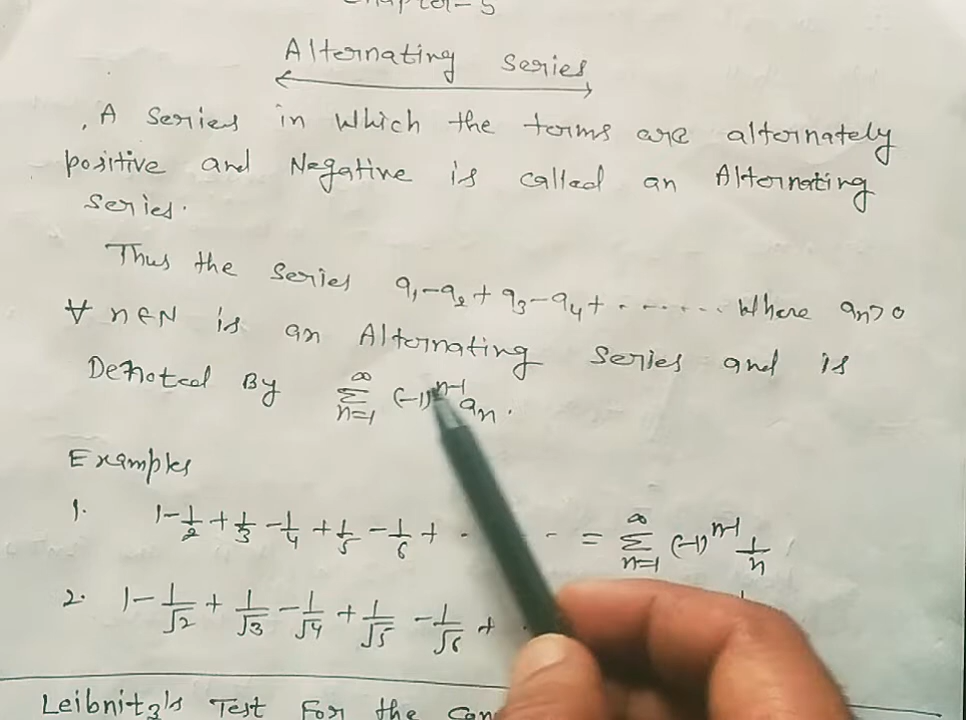 Chapter-5
Alternating Series
A Series in which the terms are alternately
positive and Negative is called an Alternating
Series.
Thus the Series a₁-a₂+a₃-a₄+....... Where aₙ>0
∀ n∈N is an Alternating Series and is
Denoted By ∑_{n=1}^{∞} (-1)^{n-1} aₙ.
Examples
1. 1-1/2+1/3-1/4+1/5-1/6+ . . . = ∑_{n=1}^{∞} (-1)^{n-1} 1/n
2. 1-1/√2+1/√3-1/√4+1/√5-1/√6+ .
Leibnitz's Test For the